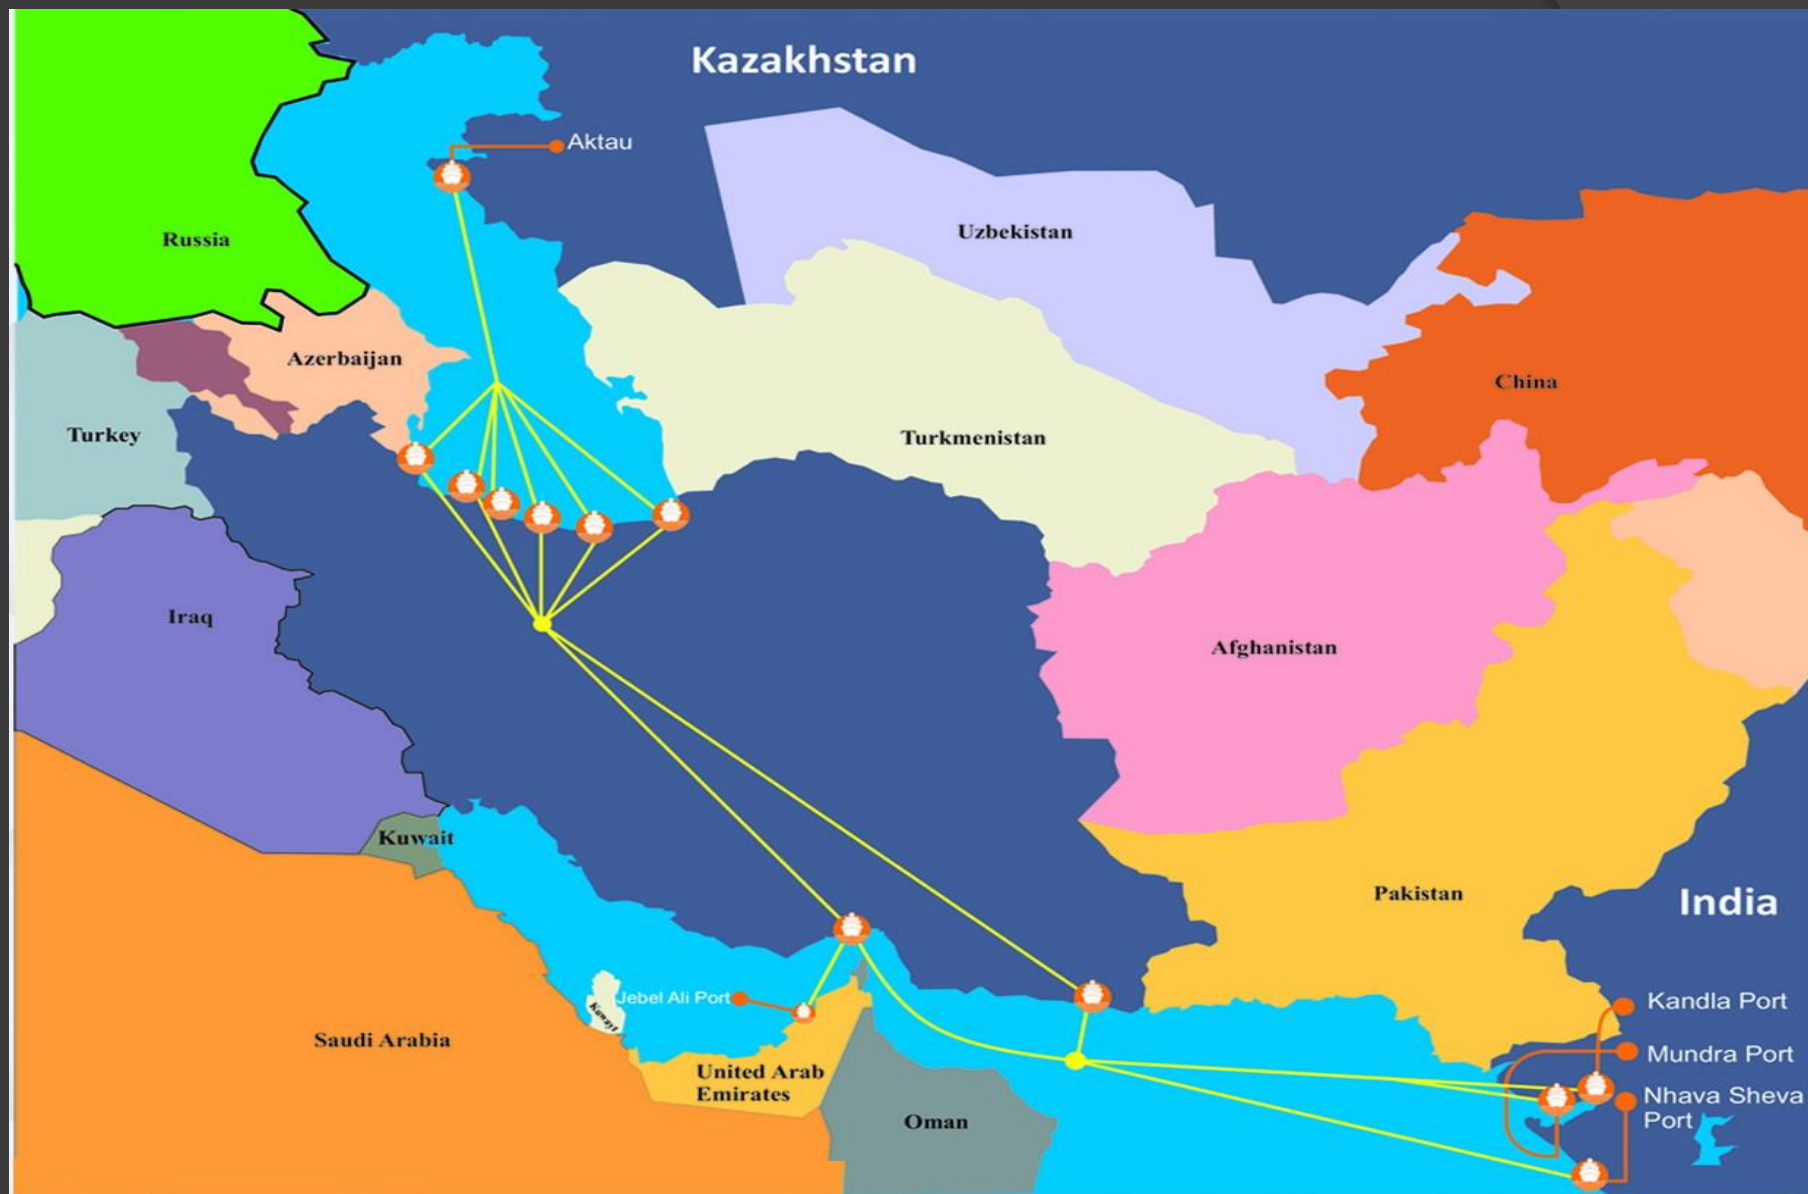 Kazakhstan
Aktau
Uzbekistan
Russia
Azerbaijan
China
Turkey
Turkmenistan
Iraq
Afghanistan
Kuwait
Pakistan
India
Jebel Ali Port
Kuwayt
Kandla Port
Saudi Arabia
Mundra Port
United Arab
Emirates
Nhava Sheva
Port
Oman